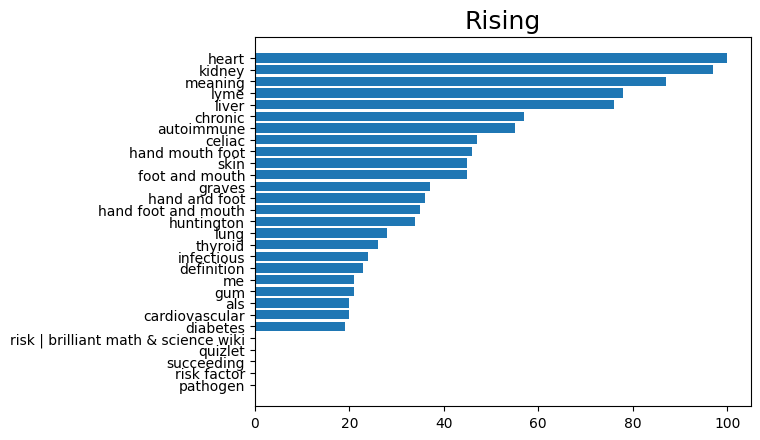 Rising
heart
kidney
meaning
lyme
liver
chronic
autoimmune
celiac
hand mouth foot
skin
foot and mouth
graves
hand and foot
hand foot and mouth
huntington
lung
thyroid
infectious
definition
me
gum
als
cardiovascular
diabetes
risk | brilliant math & science wiki
quizlet
succeeding
risk factor
pathogen
0 20 40 60 80 100